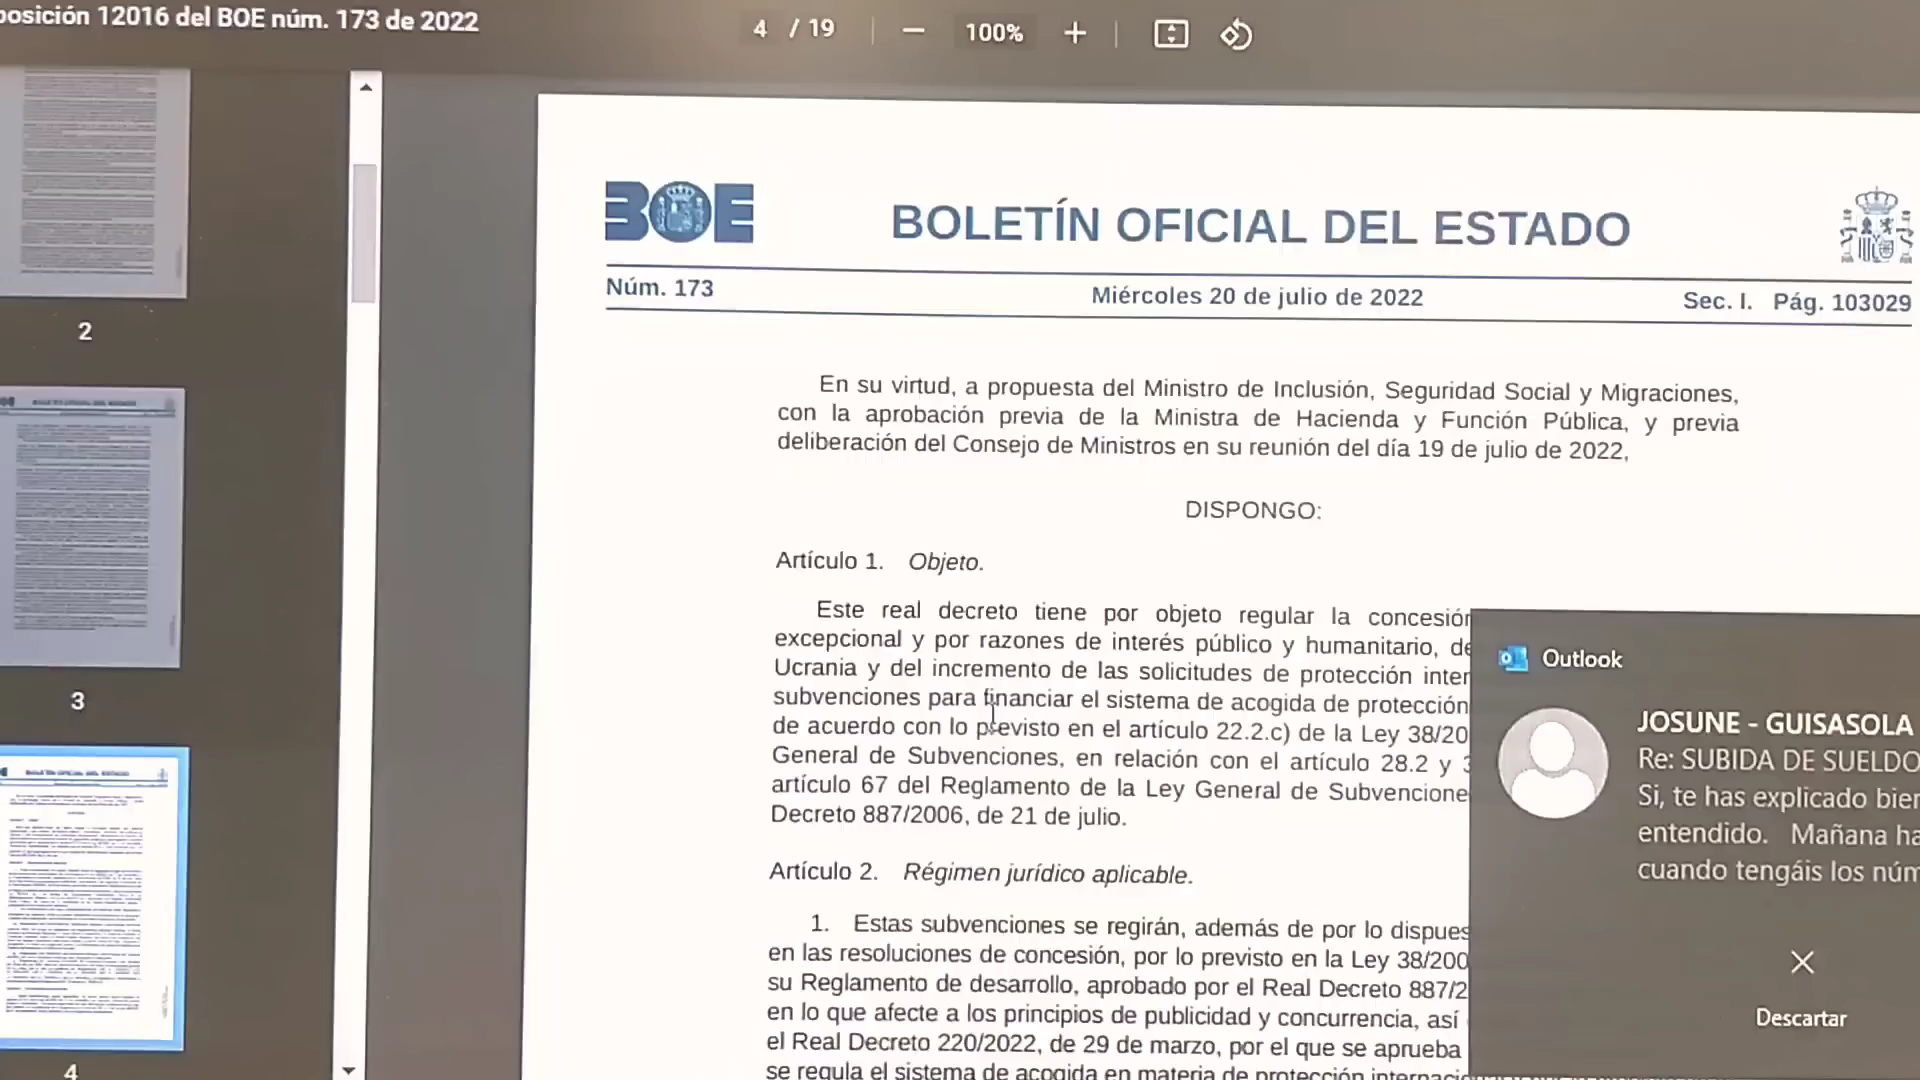 posición 12016 del BOE núm. 173 de 2022
4 / 19
100%
2
3
4
BOE
BOLETÍN OFICIAL DEL ESTADO
Núm. 173
Miércoles 20 de julio de 2022
Sec. I. Pág. 103029
En su virtud, a propuesta del Ministro de Inclusión, Seguridad Social y Migraciones,
con la aprobación previa de la Ministra de Hacienda y Función Pública, y previa
deliberación del Consejo de Ministros en su reunión del día 19 de julio de 2022,
DISPONGO:
Artículo 1. Objeto.
Este real decreto tiene por objeto regular la concesión
excepcional y por razones de interés público y humanitario, de
Ucrania y del incremento de las solicitudes de protección inter
subvenciones para financiar el sistema de acogida de protección
de acuerdo con lo previsto en el artículo 22.2.c) de la Ley 38/20
General de Subvenciones, en relación con el artículo 28.2 y 3
artículo 67 del Reglamento de la Ley General de Subvencione
Decreto 887/2006, de 21 de julio.
Artículo 2. Régimen jurídico aplicable.
1. Estas subvenciones se regirán, además de por lo dispues
en las resoluciones de concesión, por lo previsto en la Ley 38/200
su Reglamento de desarrollo, aprobado por el Real Decreto 887/2
en lo que afecte a los principios de publicidad y concurrencia, así
el Real Decreto 220/2022, de 29 de marzo, por el que se aprueba
se regula el sistema de acogida en materia de protección internaci
Outlook
JOSUNE - GUISASOLA
Re: SUBIDA DE SUELDO
Si, te has explicado bien
entendido. Mañana ha
cuando tengáis los núm
Descartar